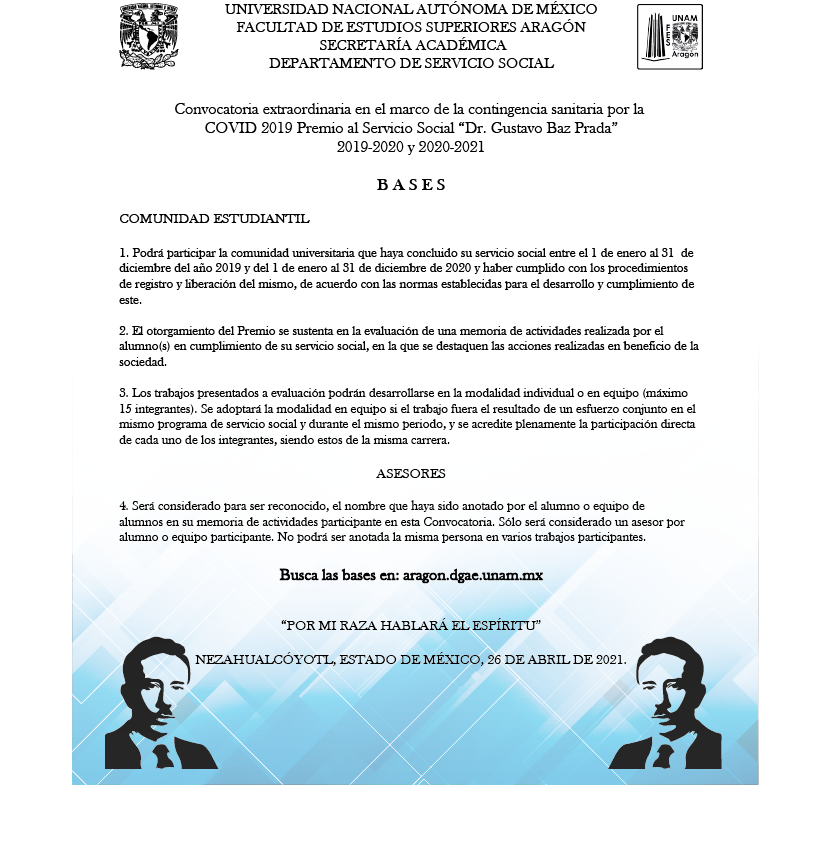 UNIVERSIDAD NACIONAL AUTÓNOMA DE MÉXICO
FACULTAD DE ESTUDIOS SUPERIORES ARAGÓN
SECRETARÍA ACADÉMICA
DEPARTAMENTO DE SERVICIO SOCIAL
UNAM
FES
Aragón
Convocatoria extraordinaria en el marco de la contingencia sanitaria por la
COVID 2019 Premio al Servicio Social “Dr. Gustavo Baz Prada”
2019-2020 y 2020-2021
B A S E S
COMUNIDAD ESTUDIANTIL
1. Podrá participar la comunidad universitaria que haya concluido su servicio social entre el 1 de enero al 31 de
diciembre del año 2019 y del 1 de enero al 31 de diciembre de 2020 y haber cumplido con los procedimientos
de registro y liberación del mismo, de acuerdo con las normas establecidas para el desarrollo y cumplimiento de
este.
2. El otorgamiento del Premio se sustenta en la evaluación de una memoria de actividades realizada por el
alumno(s) en cumplimiento de su servicio social, en la que se destaquen las acciones realizadas en beneficio de la
sociedad.
3. Los trabajos presentados a evaluación podrán desarrollarse en la modalidad individual o en equipo (máximo
15 integrantes). Se adoptará la modalidad en equipo si el trabajo fuera el resultado de un esfuerzo conjunto en el
mismo programa de servicio social y durante el mismo periodo, y se acredite plenamente la participación directa
de cada uno de los integrantes, siendo estos de la misma carrera.
ASESORES
4. Será considerado para ser reconocido, el nombre que haya sido anotado por el alumno o equipo de
alumnos en su memoria de actividades participante en esta Convocatoria. Sólo será considerado un asesor por
alumno o equipo participante. No podrá ser anotada la misma persona en varios trabajos participantes.
Busca las bases en: aragon.dgae.unam.mx
“POR MI RAZA HABLARÁ EL ESPÍRITU”
NEZAHUALCÓYOTL, ESTADO DE MÉXICO, 26 DE ABRIL DE 2021.